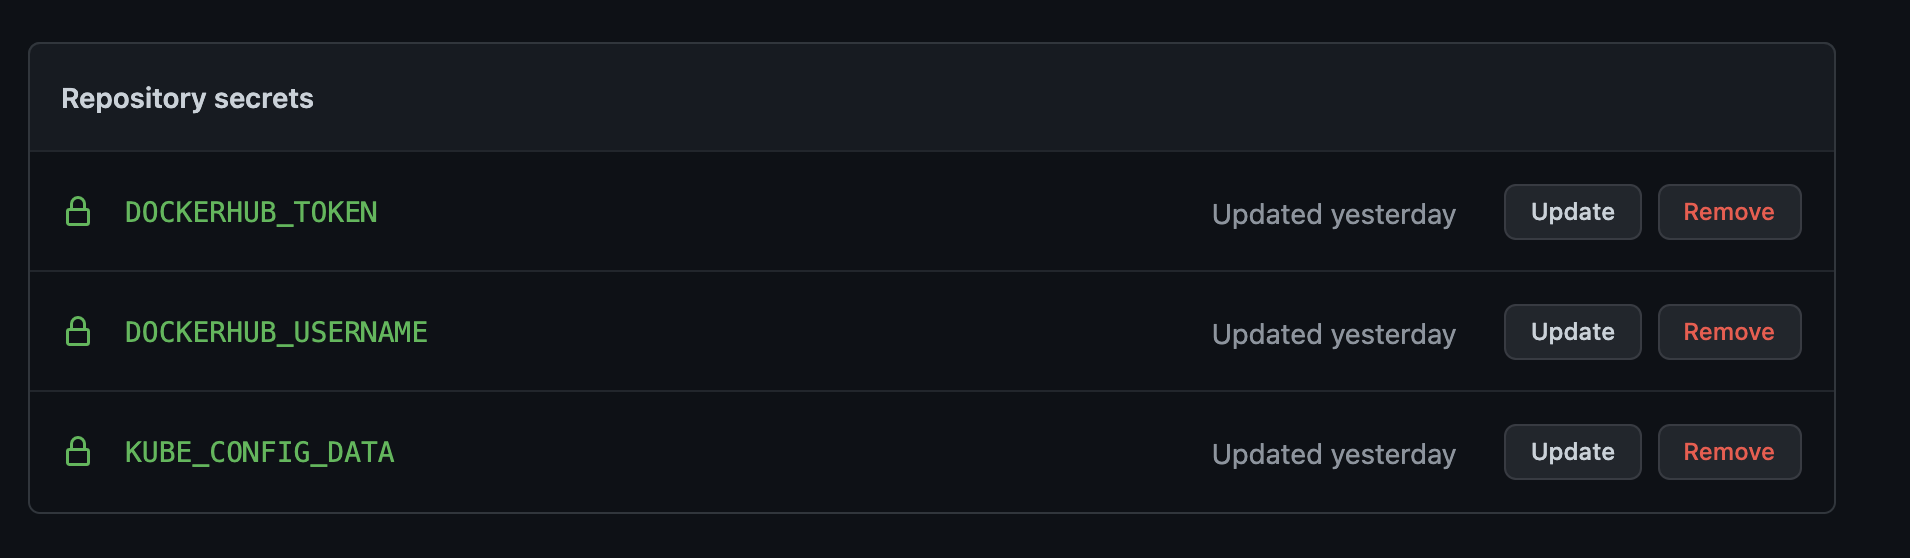 Repository secrets
DOCKERHUB_TOKEN Updated yesterday Update Remove
DOCKERHUB_USERNAME Updated yesterday Update Remove
KUBE_CONFIG_DATA Updated yesterday Update Remove